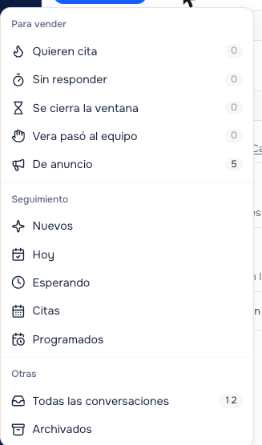 Para vender
Quieren cita 0
Sin responder 0
Se cierra la ventana 0
Vera pasó al equipo 0
De anuncio 5
Seguimiento
Nuevos
Hoy
Esperando
Citas
Programados
Otras
Todas las conversaciones 12
Archivados